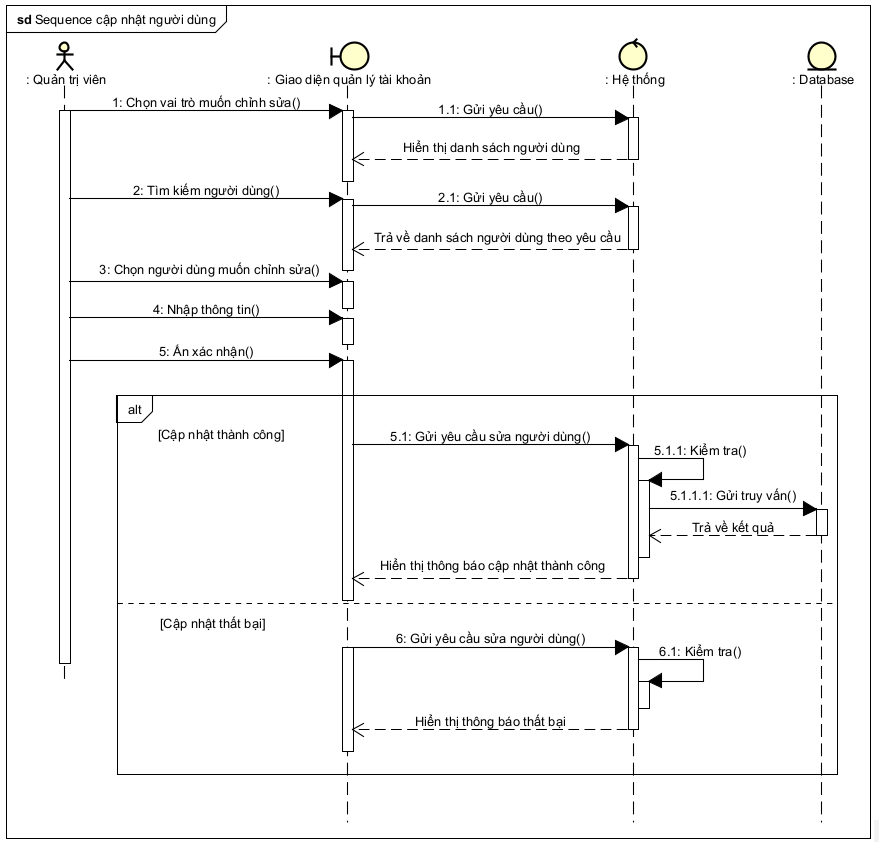 sd Sequence cập nhật người dùng
: Quản trị viên
: Giao diện quản lý tài khoản
: Hệ thống
: Database
1: Chọn vai trò muốn chỉnh sửa()
1.1: Gửi yêu cầu()
Hiển thị danh sách người dùng
2: Tìm kiếm người dùng()
2.1: Gửi yêu cầu()
Trả về danh sách người dùng theo yêu cầu
3: Chọn người dùng muốn chỉnh sửa()
4: Nhập thông tin()
5: Ấn xác nhận()
alt
[Cập nhật thành công]
5.1: Gửi yêu cầu sửa người dùng()
5.1.1: Kiểm tra()
5.1.1.1: Gửi truy vấn()
Trả về kết quả
Hiển thị thông báo cập nhật thành công
[Cập nhật thất bại]
6: Gửi yêu cầu sửa người dùng()
6.1: Kiểm tra()
Hiển thị thông báo thất bại